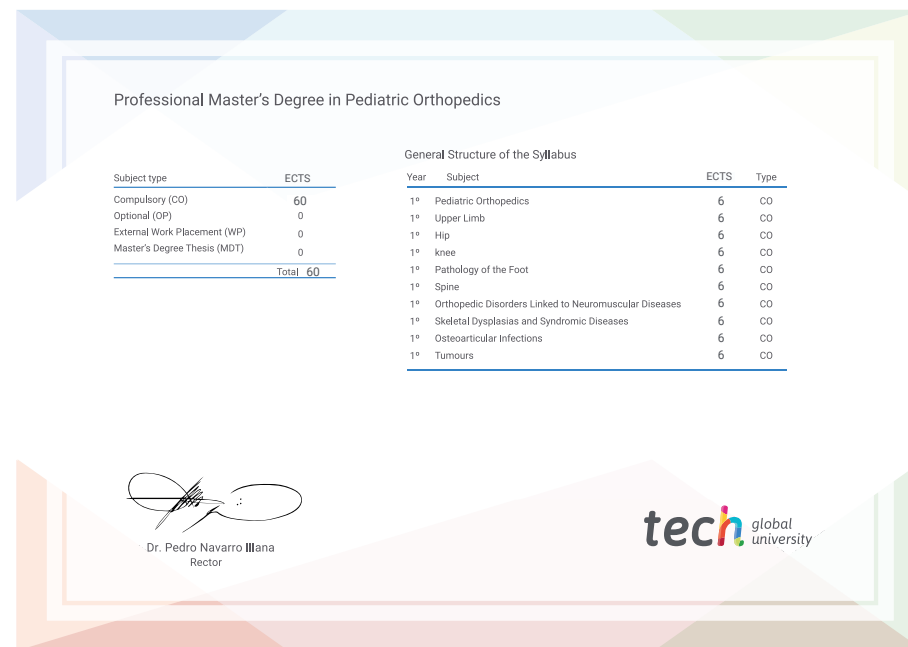 Professional Master's Degree in Pediatric Orthopedics
Subject type ECTS
Compulsory (CO) 60
Optional (OP) 0
External Work Placement (WP) 0
Master's Degree Thesis (MDT) 0
Total 60
General Structure of the Syllabus
Year Subject ECTS Type
1º Pediatric Orthopedics 6 CO
1º Upper Limb 6 CO
1º Hip 6 CO
1º knee 6 CO
1º Pathology of the Foot 6 CO
1º Spine 6 CO
1º Orthopedic Disorders Linked to Neuromuscular Diseases 6 CO
1º Skeletal Dysplasias and Syndromic Diseases 6 CO
1º Osteoarticular Infections 6 CO
1º Tumours 6 CO
Dr. Pedro Navarro Illana
Rector
tech global
university